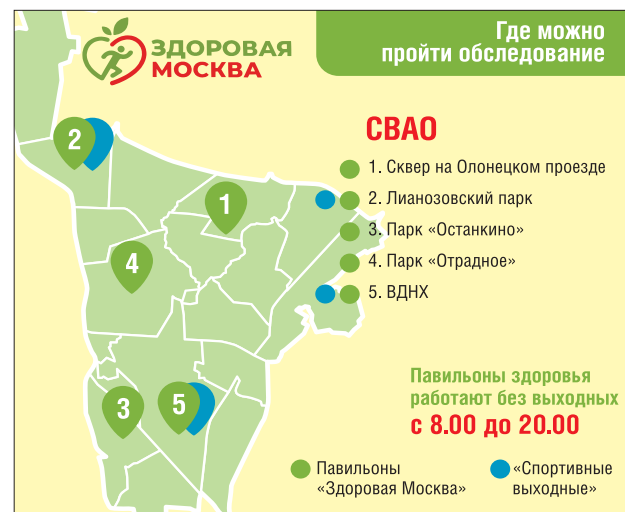 ЗДОРОВАЯ
МОСКВА
Где можно
пройти обследование
СВАО
1. Сквер на Олонецком проезде
2. Лианозовский парк
3. Парк «Останкино»
4. Парк «Отрадное»
5. ВДНХ
2
1
4
3
5
Павильоны здоровья
работают без выходных
с 8.00 до 20.00
Павильоны
«Здоровая Москва»
«Спортивные
выходные»